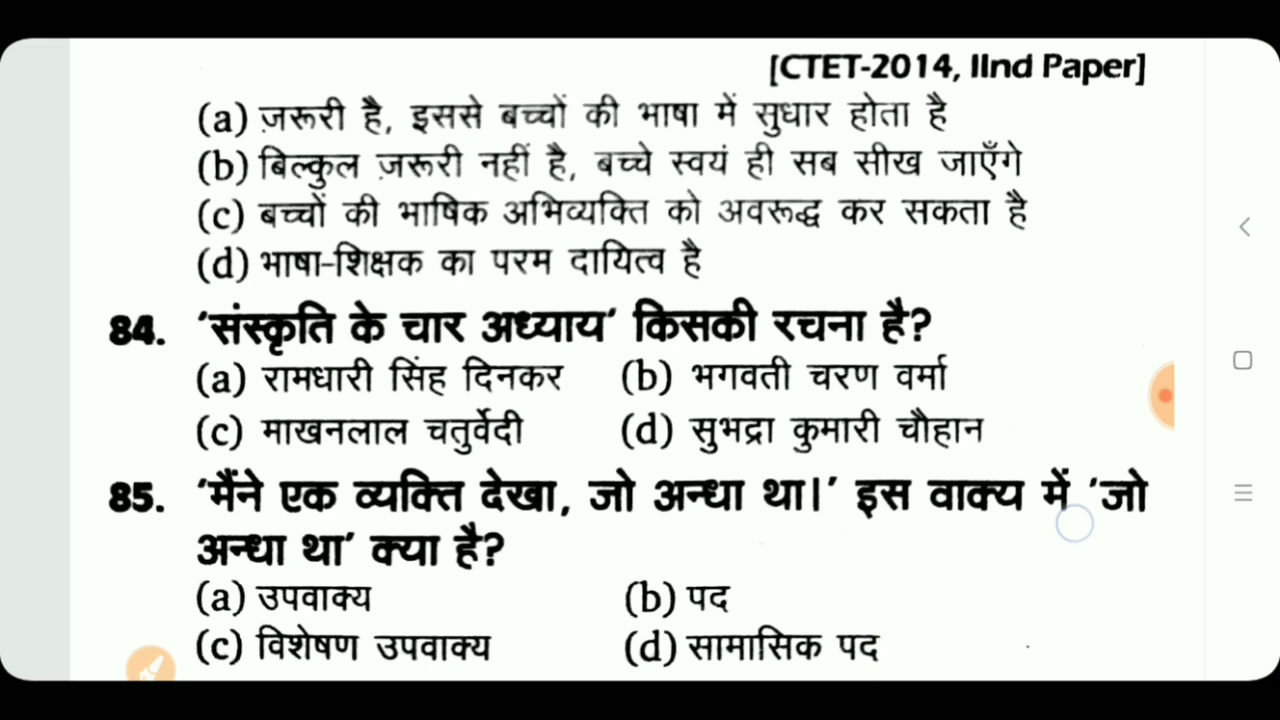 [CTET-2014, IInd Paper]
(a) ज़रूरी है, इससे बच्चों की भाषा में सुधार होता है
(b) बिल्कुल ज़रूरी नहीं है, बच्चे स्वयं ही सब सीख जाएँगे
(c) बच्चों की भाषिक अभिव्यक्ति को अवरूद्ध कर सकता है
(d) भाषा-शिक्षक का परम दायित्व है
84. 'संस्कृति के चार अध्याय' किसकी रचना है?
(a) रामधारी सिंह दिनकर (b) भगवती चरण वर्मा
(c) माखनलाल चतुर्वेदी (d) सुभद्रा कुमारी चौहान
85. 'मैंने एक व्यक्ति देखा, जो अन्धा था।' इस वाक्य में 'जो
अन्धा था' क्या है?
(a) उपवाक्य (b) पद
(c) विशेषण उपवाक्य (d) सामासिक पद